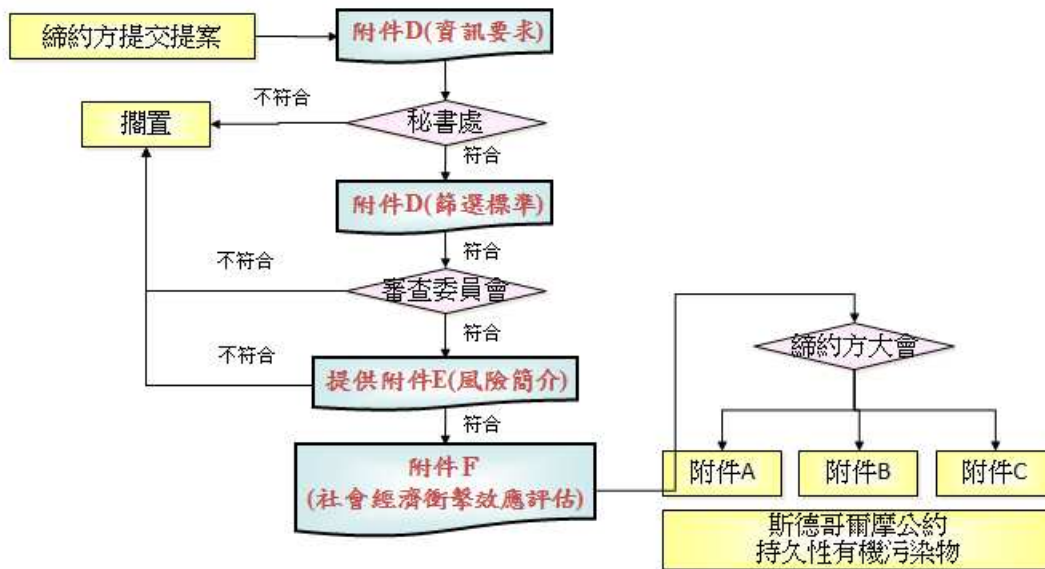 締約方提交提案
附件D(資訊要求)
不符合
秘書處
擱置
符合
附件D(篩選標準)
符合
不符合
審查委員會
符合
不符合
提供附件E(風險簡介)
符合
附件F
(社會經濟衝擊效應評估)
締約方大會
附件A
附件B
附件C
斯德哥爾摩公約
持久性有機污染物